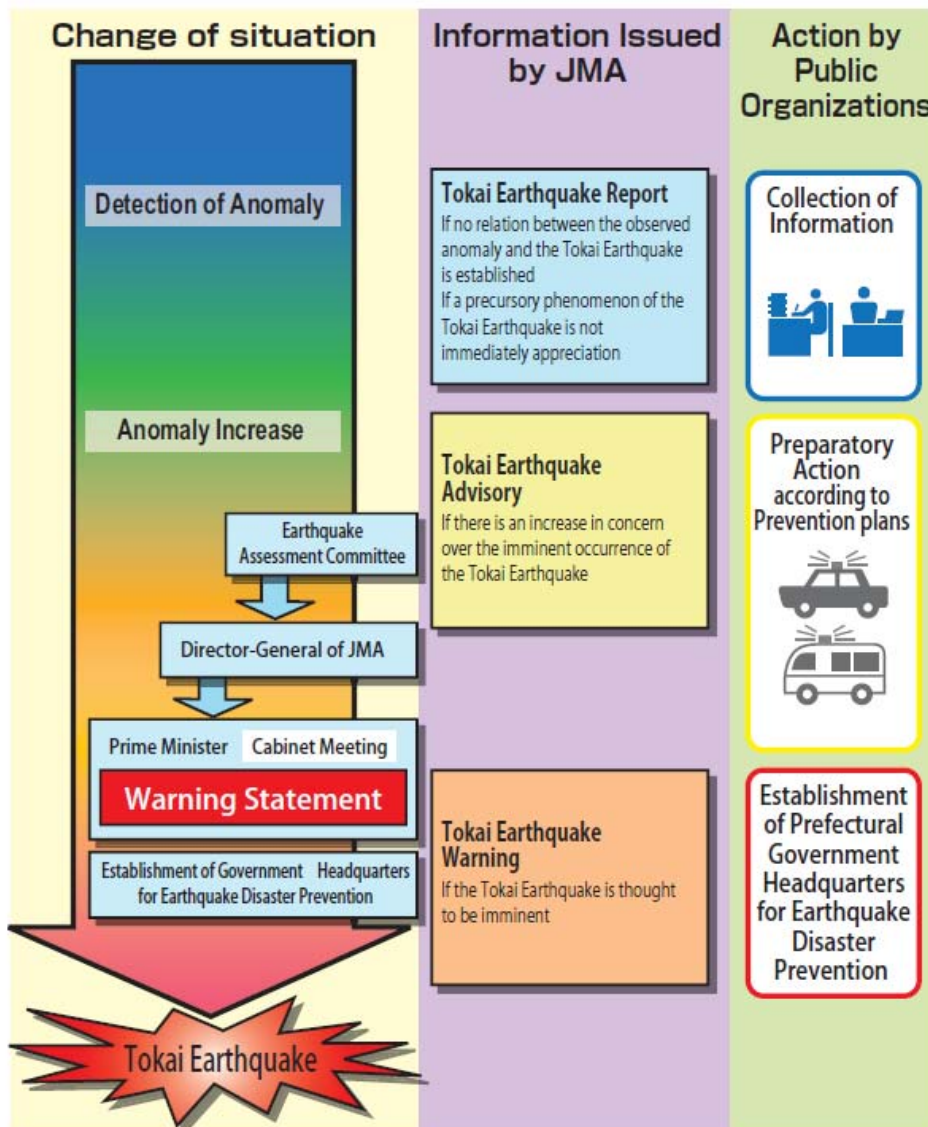 Change of situation
Information Issued
by JMA
Action by
Public
Organizations
Detection of Anomaly
Tokai Earthquake Report
If no relation between the observed
anomaly and the Tokai Earthquake
is established
If a precursory phenomenon of the
Tokai Earthquake is not
immediately appreciation
Collection of
Information
Anomaly Increase
Tokai Earthquake
Advisory
If there is an increase in concern
over the imminent occurrence of
the Tokai Earthquake
Preparatory
Action
according to
Prevention plans
Earthquake
Assessment Committee
Director-General of JMA
Prime Minister Cabinet Meeting
Warning Statement
Establishment of Government Headquarters
for Earthquake Disaster Prevention
Tokai Earthquake
Warning
If the Tokai Earthquake is thought
to be imminent
Establishment
of Prefectural
Government
Headquarters
for Earthquake
Disaster
Prevention
Tokai Earthquake